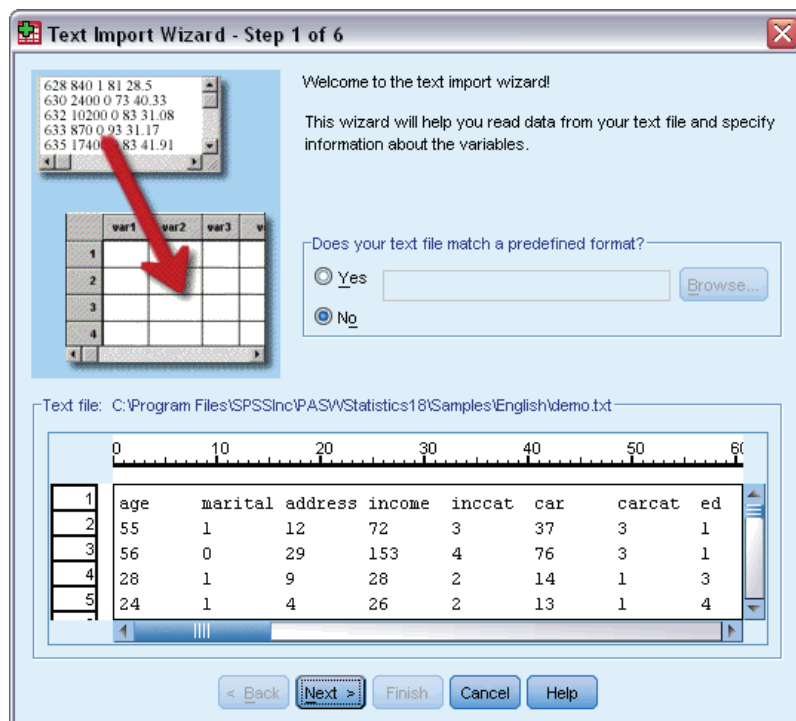 Text Import Wizard - Step 1 of 6
628 840 1 81 28.5
630 2400 0 73 40.33
632 10200 0 83 31.08
633 870 0 93 31.17
635 1740 83 41.91
var1 var2 var3 v
1
2
3
4
Welcome to the text import wizard!
This wizard will help you read data from your text file and specify
information about the variables.
Does your text file match a predefined format?
Yes
Browse...
No
Text file: C:\Program Files\SPSSInc\PASWStatistics18\Samples\English\demo.txt
0 10 20 30 40 50 60
1 age marital address income inccat car carcat ed
2 55 1 12 72 3 37 3 1
3 56 0 29 153 4 76 3 1
4 28 1 9 28 2 14 1 3
5 24 1 4 26 2 13 1 4
< Back Next > Finish Cancel Help